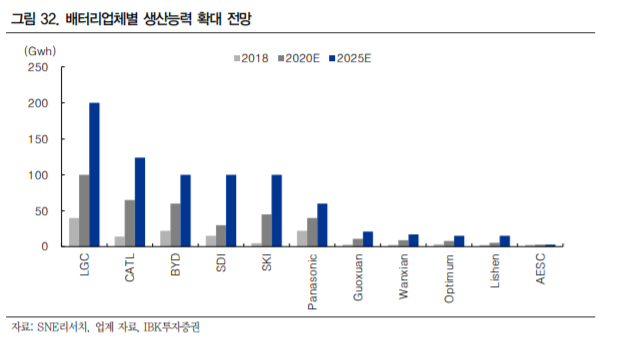 그림 32. 배터리업체별 생산능력 확대 전망
(Gwh)
2018 2020E 2025E
250
200
150
100
50
0
LGC CATL BYD SDI SKI Panasonic Guoxuan Wanxian Optimum Lishen AESC
자료: SNE리서치, 업계 자료, IBK투자증권